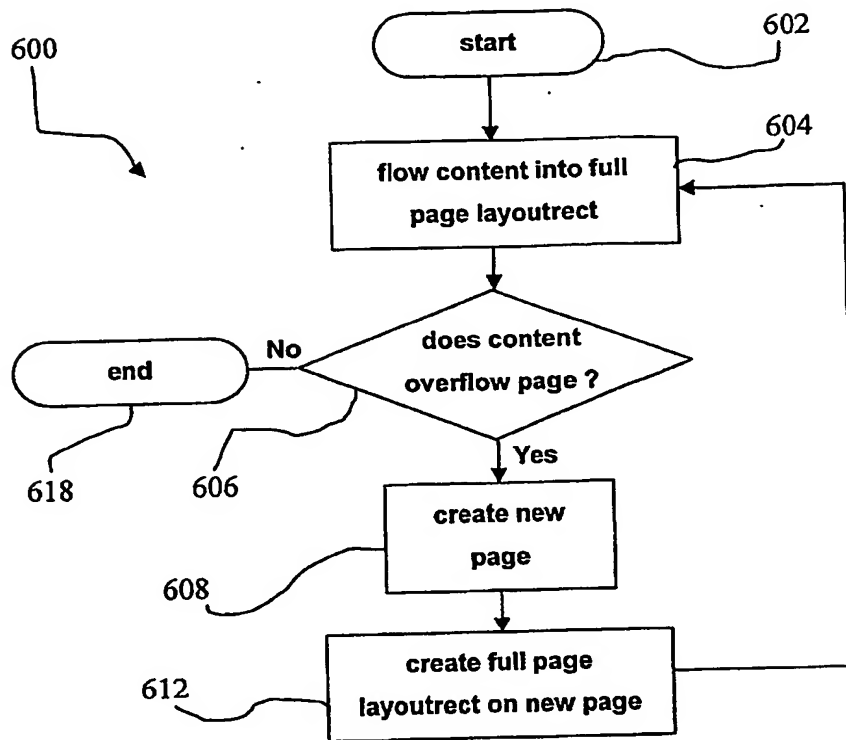 600
start
602
604
flow content into full
page layoutrect
No
does content
overflow page ?
end
618
606
Yes
create new
page
608
create full page
layoutrect on new page
612